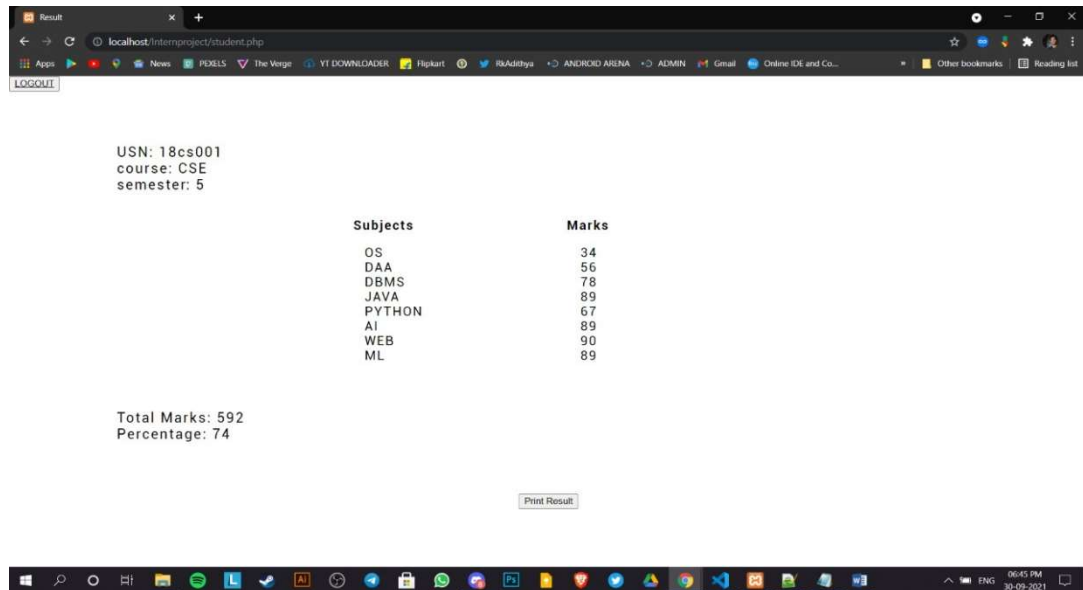 Result
localhost/Internproject/student.php
Apps News PEXELS The Verge YT DOWNLOADER Flipkart RkAdithya ANDROID ARENA ADMIN Gmail Online IDE and Co... » Other bookmarks Reading list
LOGOUT
USN: 18cs001
course: CSE
semester: 5
Subjects Marks
OS 34
DAA 56
DBMS 78
JAVA 89
PYTHON 67
AI 89
WEB 90
ML 89
Total Marks: 592
Percentage: 74
Print Result
L Ai Ps W ENG 06:45 PM
30-09-2021